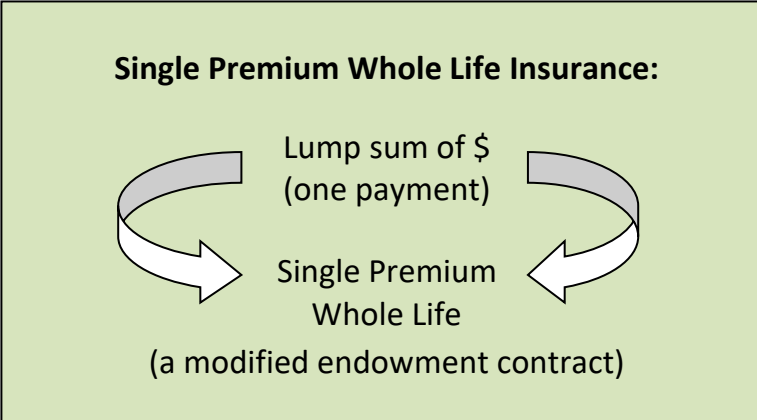 Single Premium Whole Life Insurance:
Lump sum of $
(one payment)
Single Premium
Whole Life
(a modified endowment contract)